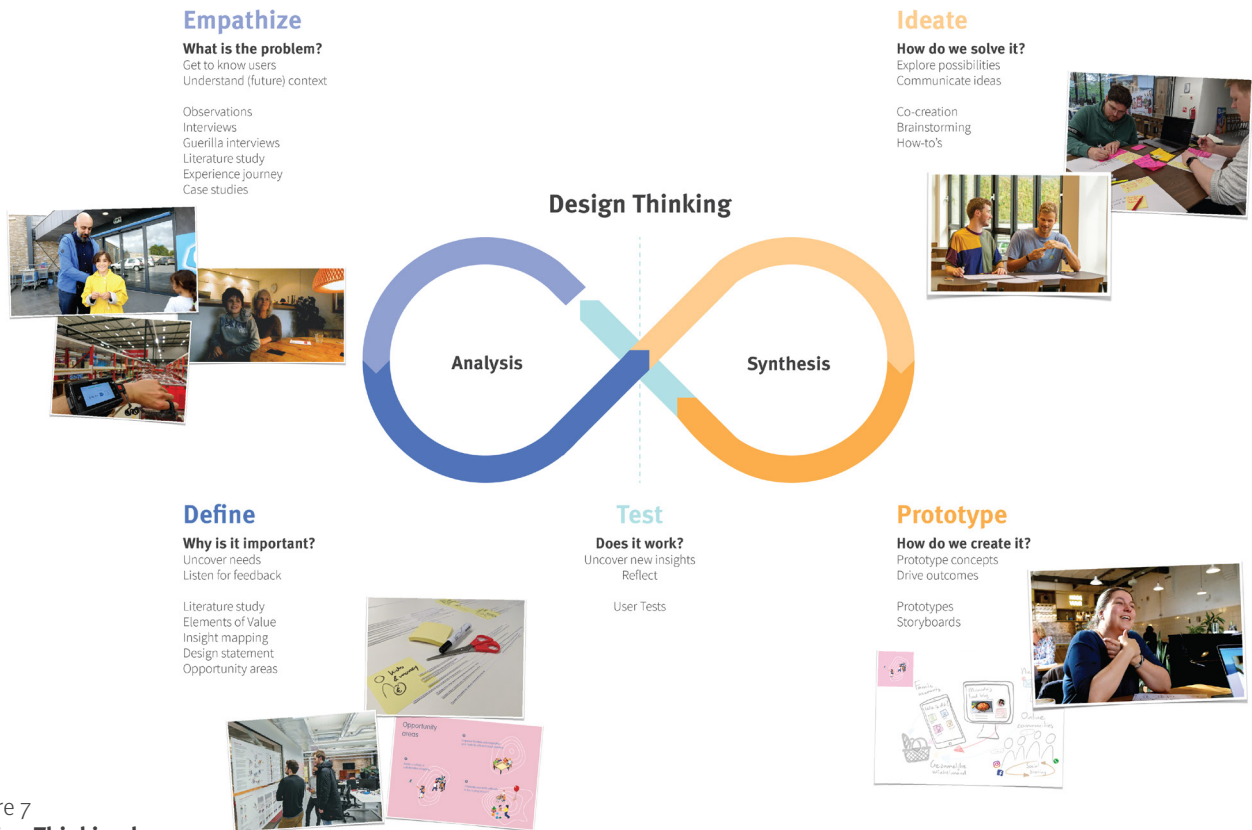 Empathize
What is the problem?
Get to know users
Understand (future) context
Observations
Interviews
Guerilla interviews
Literature study
Experience journey
Case studies
Ideate
How do we solve it?
Explore possibilities
Communicate ideas
Co-creation
Brainstorming
How-to's
Design Thinking
Analysis
Synthesis
Define
Why is it important?
Uncover needs
Listen for feedback
Literature study
Elements of Value
Insight mapping
Design statement
Opportunity areas
Opportunity
areas
Test
Does it work?
Uncover new insights
Reflect
User Tests
Prototype
How do we create it?
Prototype concepts
Drive outcomes
Prototypes
Storyboards
Online
communities
re 7